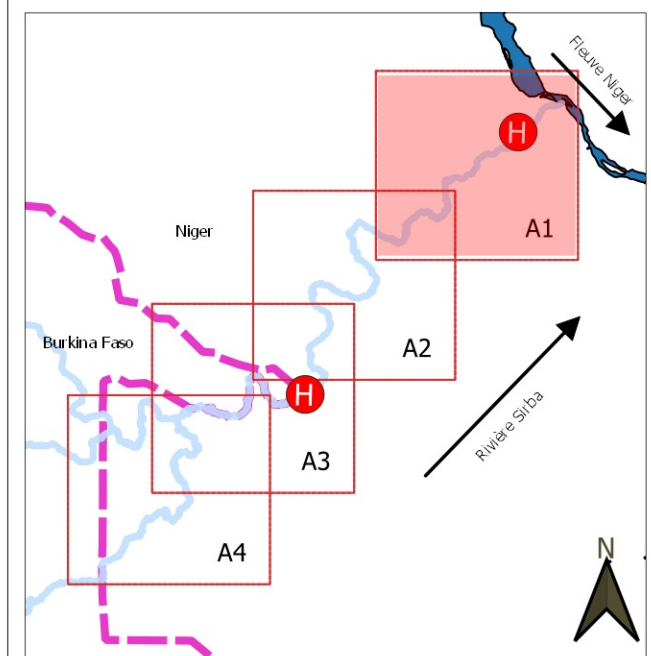 Fleuve Niger
H
A1
Niger
Burkina Faso
A2
H
Rivière Sirba
A3
A4
N